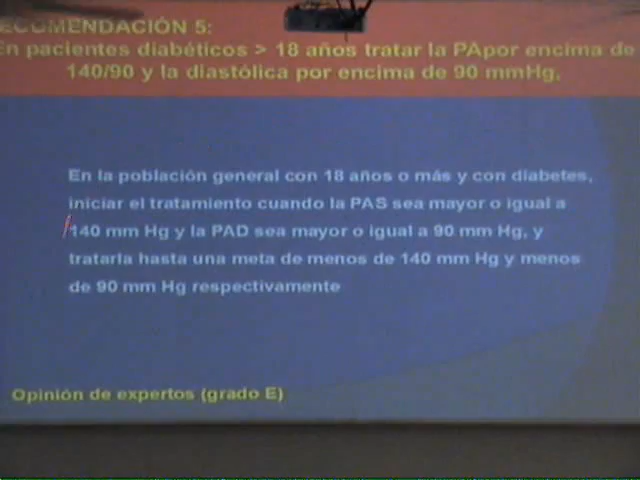 ECOMENDACIÓN 5:
En pacientes diabéticos > 18 años tratar la PApor encima de
140/90 y la diastólica por encima de 90 mmHg.
En la población general con 18 años o más y con diabetes,
iniciar el tratamiento cuando la PAS sea mayor o igual a
140 mm Hg y la PAD sea mayor o igual a 90 mm Hg, y
tratarla hasta una meta de menos de 140 mm Hg y menos
de 90 mm Hg respectivamente
Opinión de expertos (grado E)